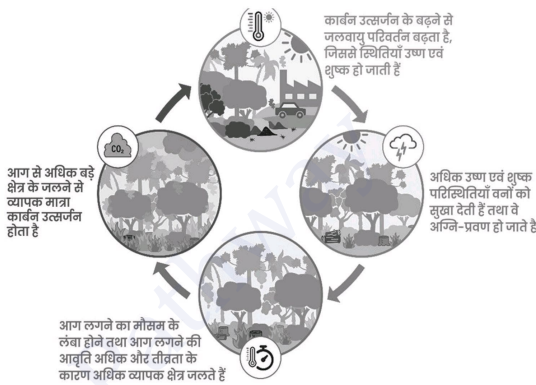 कार्बन उत्सर्जन के बढ़ने से
जलवायु परिवर्तन बढ़ता है,
जिससे स्थितियाँ उष्ण एवं
शुष्क हो जाती हैं
अधिक उष्ण एवं शुष्क
परिस्थितियाँ वनों को
सुखा देती हैं तथा वे
अग्नि-प्रवण हो जाते हैं
आग लगने का मौसम के
लंबा होने तथा आग लगने की
आवृति अधिक और तीव्रता के
कारण अधिक व्यापक क्षेत्र जलते हैं
CO₂
आग से अधिक बड़े
क्षेत्र के जलने से
व्यापक मात्रा
कार्बन उत्सर्जन
होता है